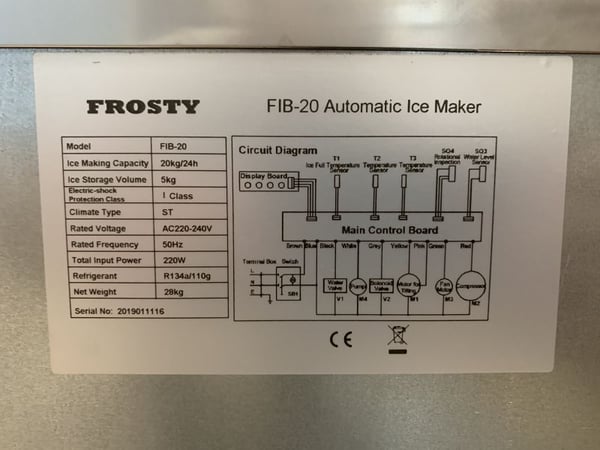 FROSTY
FIB-20 Automatic Ice Maker
Model FIB-20
Ice Making Capacity 20kg/24h
Ice Storage Volume 5kg
Electric-shock
Protection Class I Class
Climate Type ST
Rated Voltage AC220-240V
Rated Frequency 50Hz
Total Input Power 220W
Refrigerant R134a/110g
Net Weight 28kg
Serial No: 2019011116
Circuit Diagram
Display Board
T1
Ice Full Temperature
Sensor
T2
Temperature
Sensor
T3
Temperature
Sensor
SQ4
Rotational
Inspection
SQ3
Water Level
Sensor
Main Control Board
Brown Blue Black White Grey Yellow Pink Green Red
Terminal Box Switch
L
N
E
SB1
Water
Valve
V1
Pump
M4
Solenoid
Valve
V2
Motor for
Tilting
M1
Fan
Motor
M3
Compressor
M2
CE